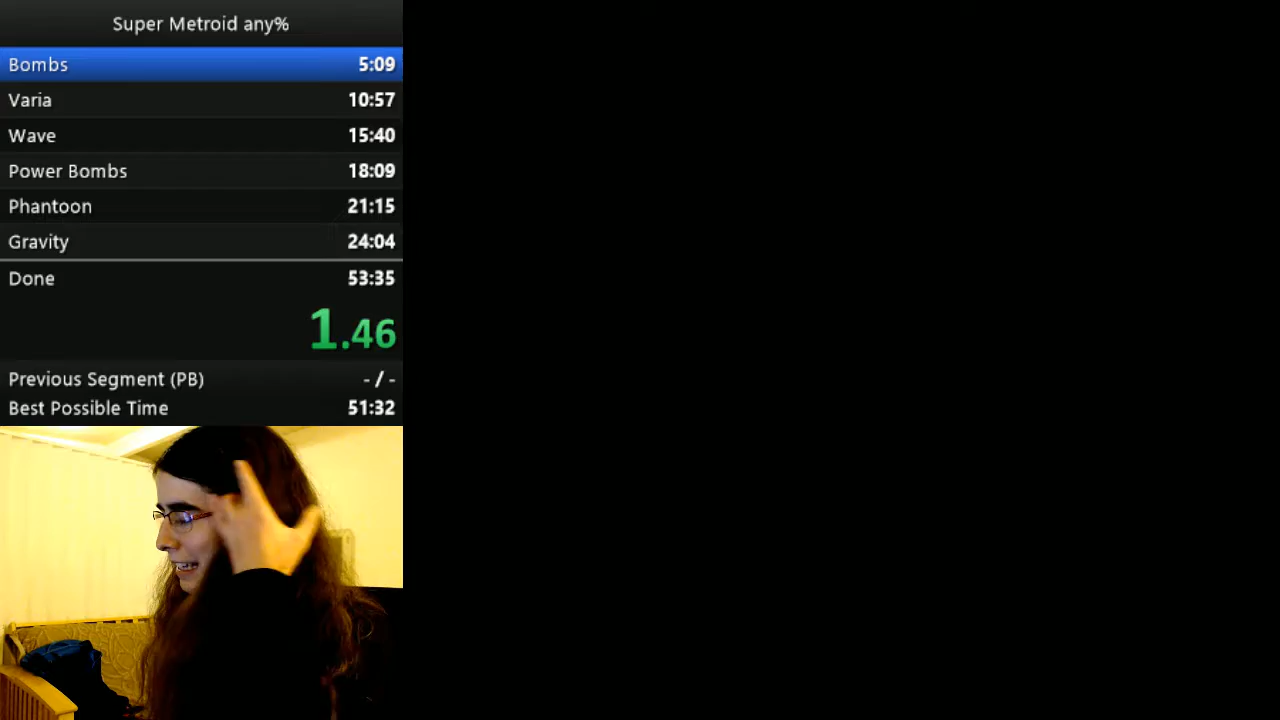 Super Metroid any%
Bombs 5:09
Varia 10:57
Wave 15:40
Power Bombs 18:09
Phantoon 21:15
Gravity 24:04
Done 53:35
1.46
Previous Segment (PB) - / -
Best Possible Time 51:32